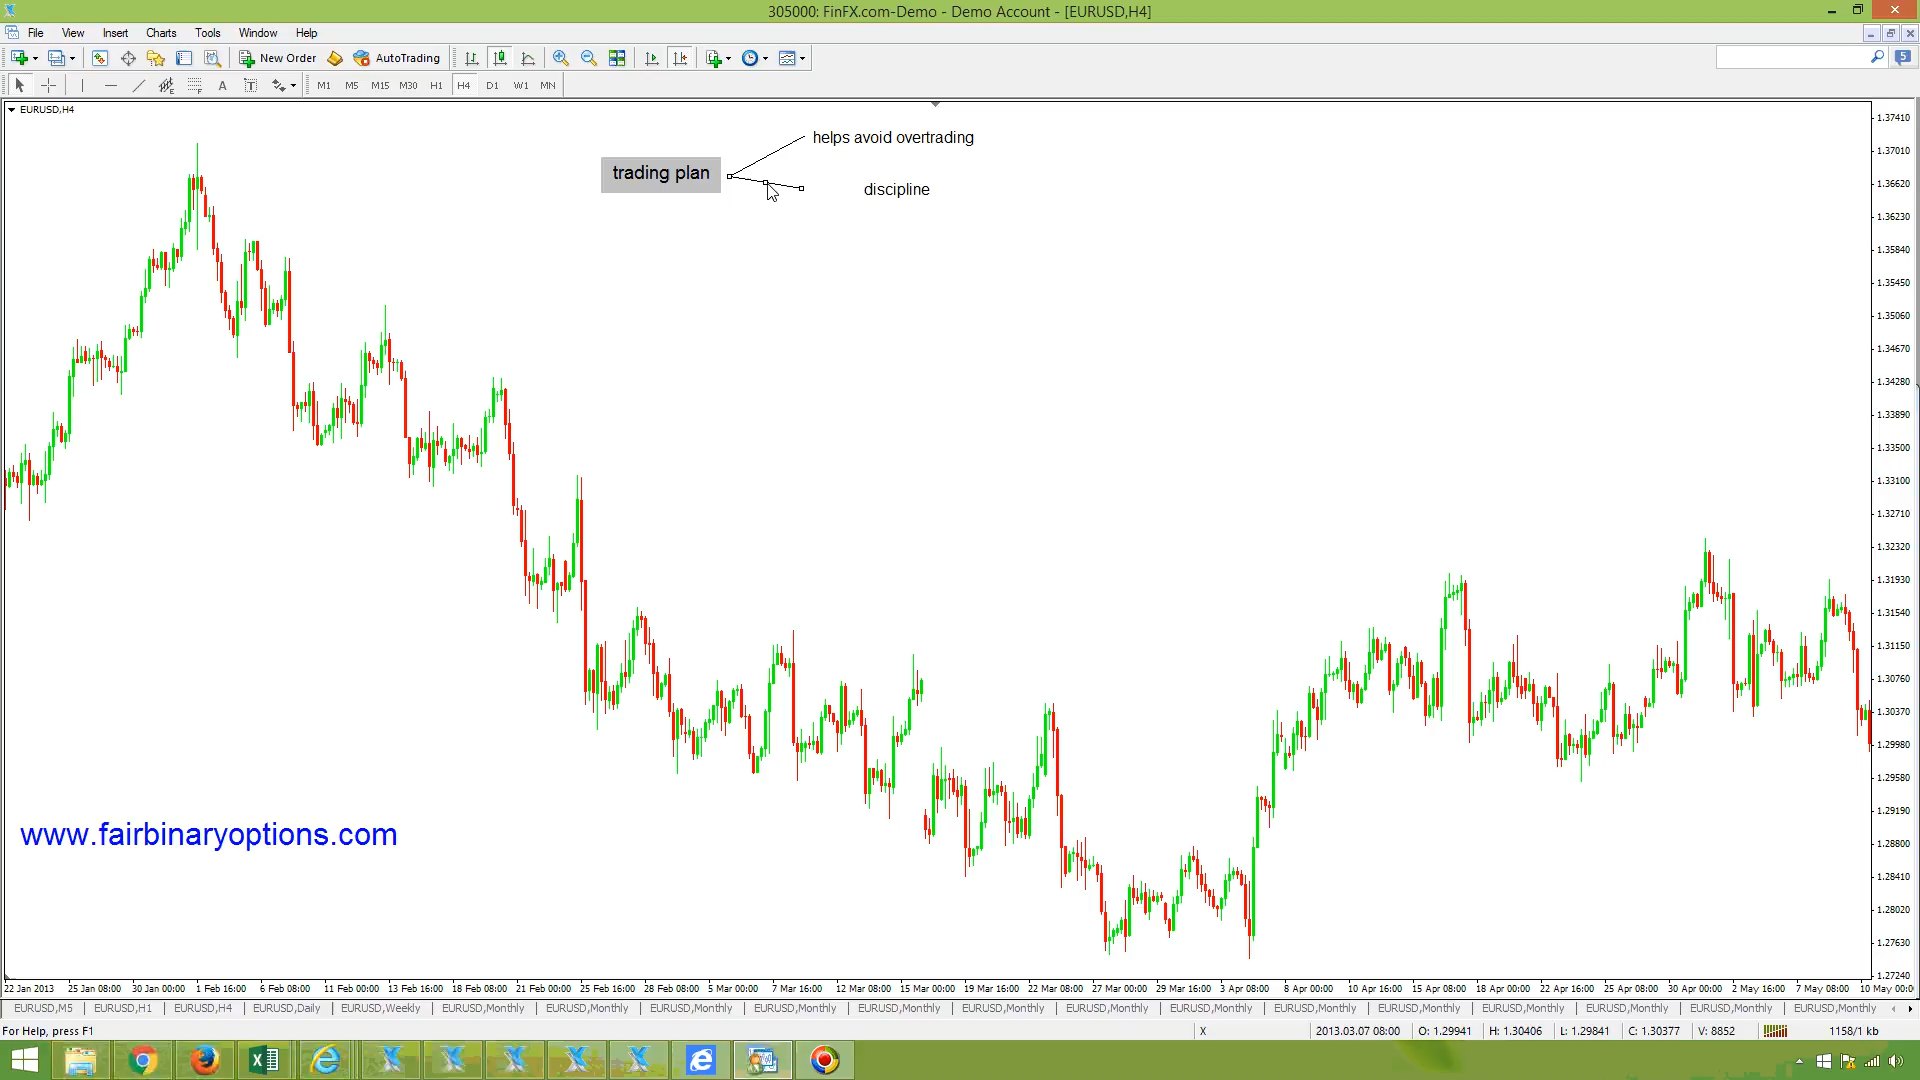 305000: FinFX.com-Demo - Demo Account - [EURUSD,H4]
File View Insert Charts Tools Window Help
New Order AutoTrading 5
A T M1 M5 M15 M30 H1 H4 D1 W1 MN
EURUSD,H4
helps avoid overtrading
trading plan
discipline
www.fairbinaryoptions.com
1.37410
1.37010
1.36620
1.36230
1.35840
1.35450
1.35060
1.34670
1.34280
1.33890
1.33500
1.33100
1.32710
1.32320
1.31930
1.31540
1.31150
1.30760
1.30370
1.29980
1.29580
1.29190
1.28800
1.28410
1.28020
1.27630
1.27240
22 Jan 2013 25 Jan 08:00 30 Jan 00:00 1 Feb 16:00 6 Feb 08:00 11 Feb 00:00 13 Feb 16:00 18 Feb 08:00 21 Feb 00:00 25 Feb 16:00 28 Feb 08:00 5 Mar 00:00 7 Mar 16:00 12 Mar 08:00 15 Mar 00:00 19 Mar 16:00 22 Mar 08:00 27 Mar 00:00 29 Mar 16:00 3 Apr 08:00 8 Apr 00:00 10 Apr 16:00 15 Apr 08:00 18 Apr 00:00 22 Apr 16:00 25 Apr 08:00 30 Apr 00:00 2 May 16:00 7 May 08:00 10 May 00:00
EURUSD,M5 EURUSD,H1 EURUSD,H4 EURUSD,Daily EURUSD,Weekly EURUSD,Monthly EURUSD,Monthly EURUSD,Monthly EURUSD,Monthly EURUSD,Monthly EURUSD,Monthly EURUSD,Monthly EURUSD,Monthly EURUSD,Monthly EURUSD,Monthly EURUSD,Monthly EURUSD,Monthly EURUSD,Monthly EURUSD,Monthly
For Help, press F1 X 2013.03.07 08:00 O: 1.29941 H: 1.30406 L: 1.29841 C: 1.30377 V: 8852 1158/1 kb